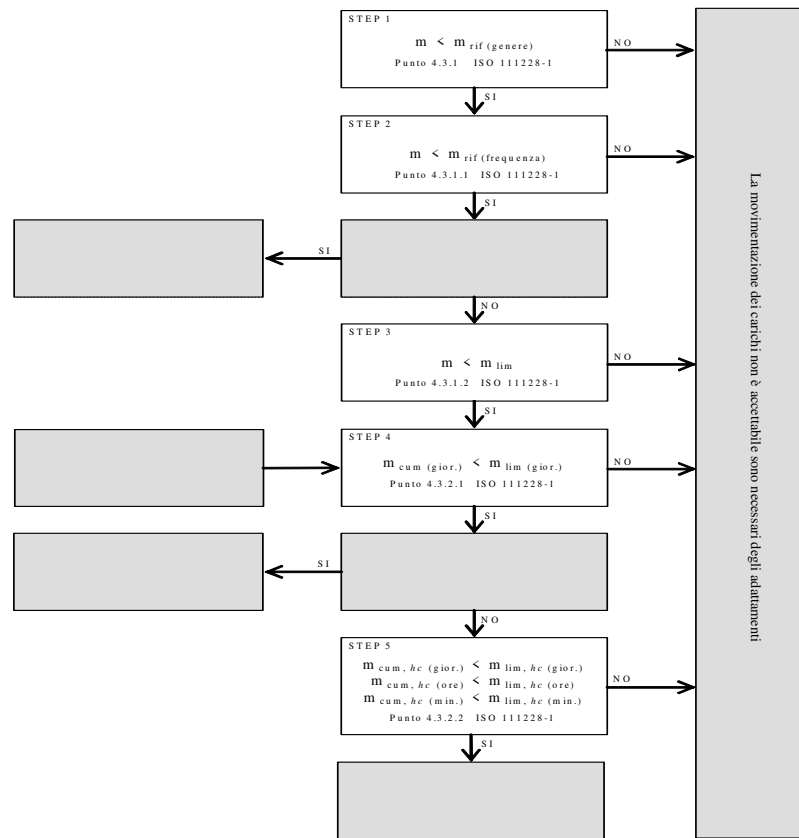 STEP 1
m < m rif (genere)
Punto 4.3.1 ISO 111228-1
NO
SI
STEP 2
m < m rif (frequenza)
Punto 4.3.1.1 ISO 111228-1
NO
SI
SI
NO
STEP 3
m < m lim
Punto 4.3.1.2 ISO 111228-1
NO
SI
STEP 4
m cum (gior.) < m lim (gior.)
Punto 4.3.2.1 ISO 111228-1
NO
SI
SI
NO
STEP 5
m cum, hc (gior.) < m lim, hc (gior.)
m cum, hc (ore) < m lim, hc (ore)
m cum, hc (min.) < m lim, hc (min.)
Punto 4.3.2.2 ISO 111228-1
NO
SI
La movimentazione dei carichi non è accettabile sono necessari degli adattamenti